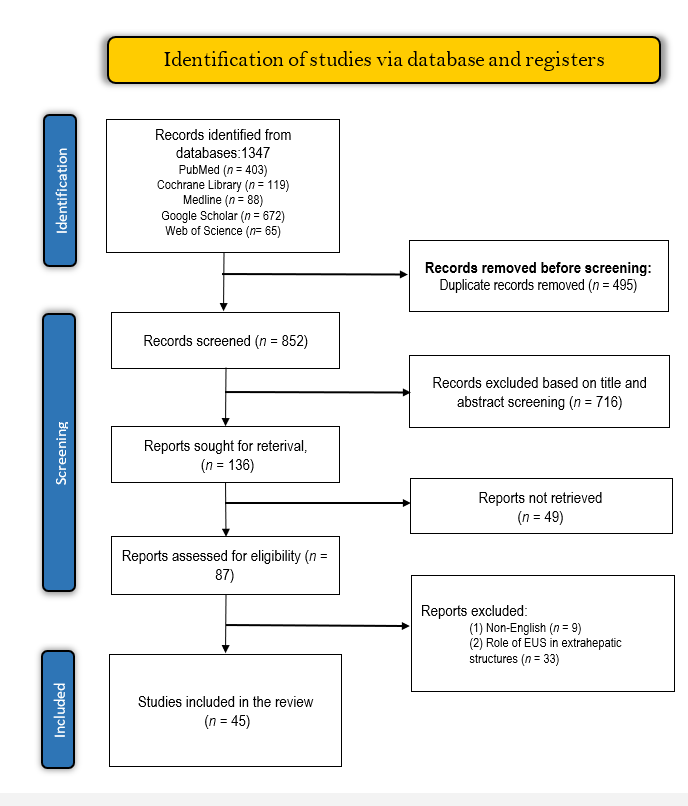 Identification of studies via database and registers
Identification
Records identified from
databases:1347
PubMed (n = 403)
Cochrane Library (n = 119)
Medline (n = 88)
Google Scholar (n = 672)
Web of Science (n= 65)
Records removed before screening:
Duplicate records removed (n = 495)
Screening
Records screened (n = 852)
Records excluded based on title and
abstract screening (n = 716)
Reports sought for reterival,
(n = 136)
Reports not retrieved
(n = 49)
Reports assessed for eligibility (n =
87)
Reports excluded:
(1) Non-English (n = 9)
(2) Role of EUS in extrahepatic
structures (n = 33)
Included
Studies included in the review
(n = 45)